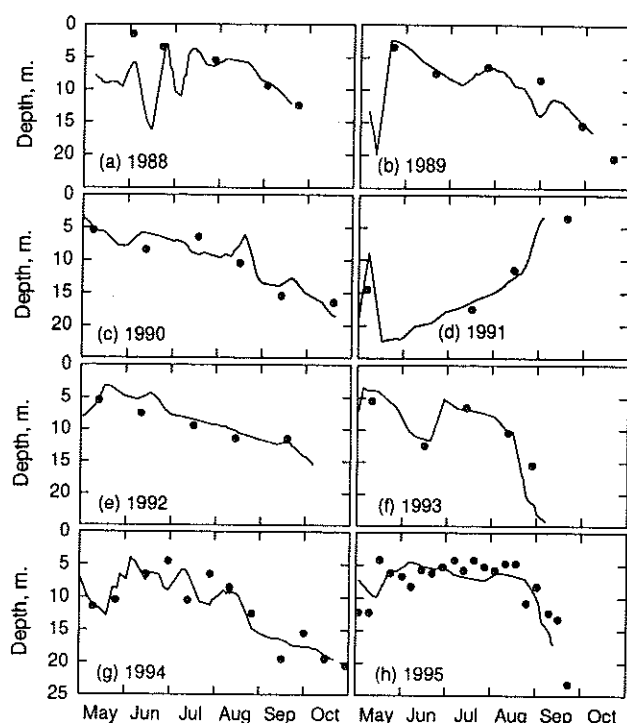 0
5
10
15
20
Depth, m.
(a) 1988
(b) 1989
0
5
10
15
20
Depth, m.
(c) 1990
(d) 1991
0
5
10
15
20
Depth, m.
(e) 1992
(f) 1993
0
5
10
15
20
25
Depth, m.
(g) 1994
(h) 1995
May Jun Jul Aug Sep Oct
May Jun Jul Aug Sep Oct